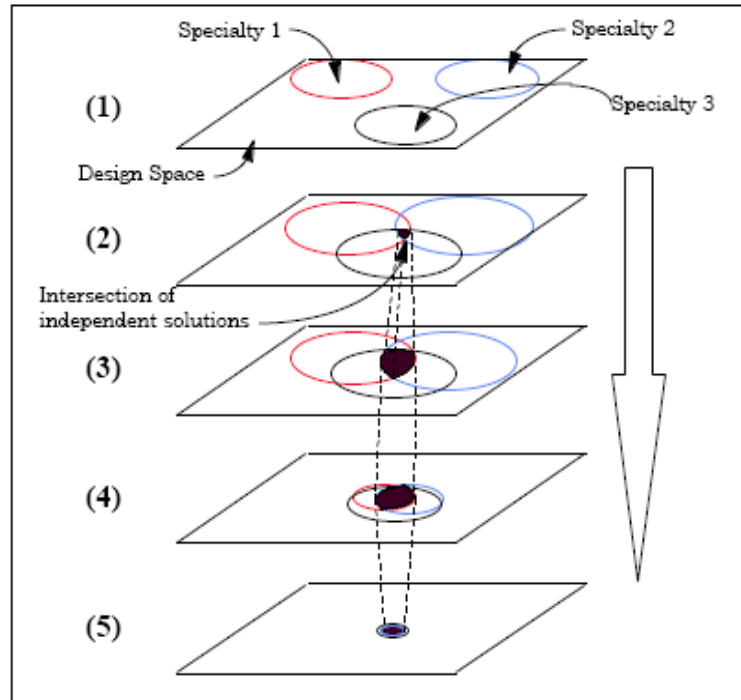 Specialty 1
Specialty 2
(1)
Specialty 3
Design Space
(2)
Intersection of
independent solutions
(3)
(4)
(5)